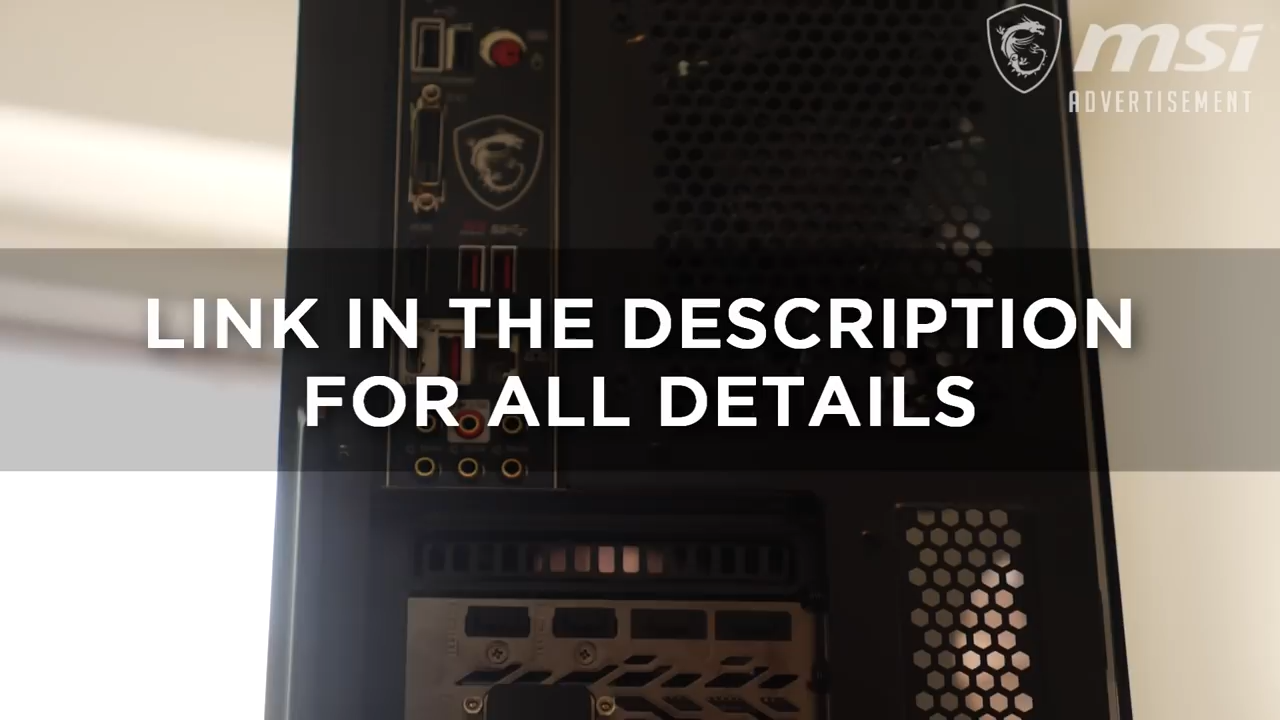 msi
ADVERTISEMENT
LINK IN THE DESCRIPTION
FOR ALL DETAILS